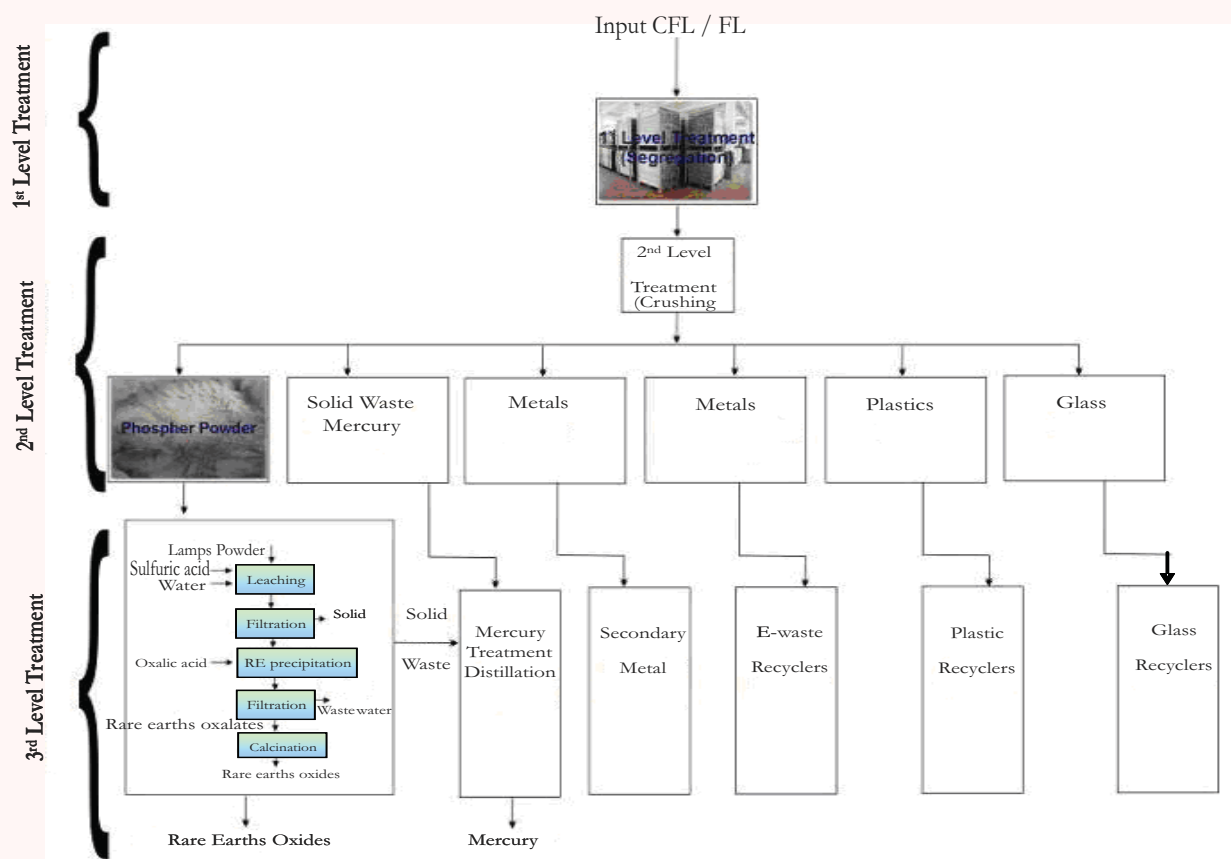 Input CFL / FL
1st Level Treatment
1) Level Treatment
(Segregation)
2nd Level Treatment
2nd Level
Treatment
(Crushing
Phospher Powder
Solid Waste
Mercury
Metals
Metals
Plastics
Glass
3rd Level Treatment
Lamps Powder
Sulfuric acid
Water
Leaching
Filtration
Solid
Oxalic acid
RE precipitation
Filtration
Wastewater
Rare earths oxalates
Calcination
Rare earths oxides
Solid
Waste
Mercury
Treatment
Distillation
Secondary
Metal
E-waste
Recyclers
Plastic
Recyclers
Glass
Recyclers
Rare Earths Oxides
Mercury